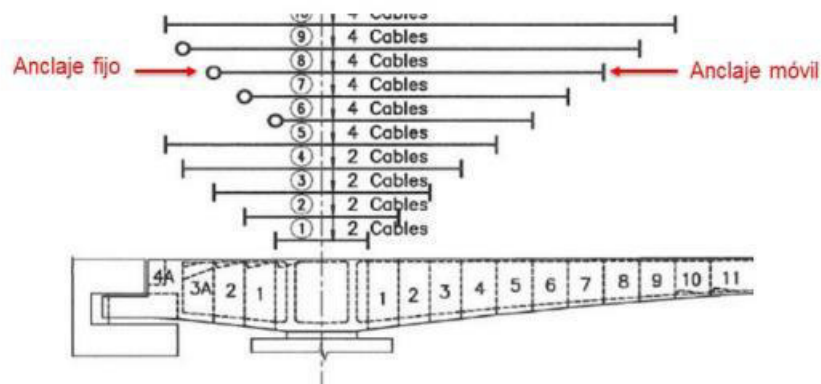 10 4 Cables
9 4 Cables
Anclaje fijo 8 4 Cables Anclaje móvil
7 4 Cables
6 4 Cables
5 4 Cables
4 2 Cables
3 2 Cables
2 2 Cables
1 2 Cables
4A 3A 2 1 1 2 3 4 5 6 7 8 9 10 11